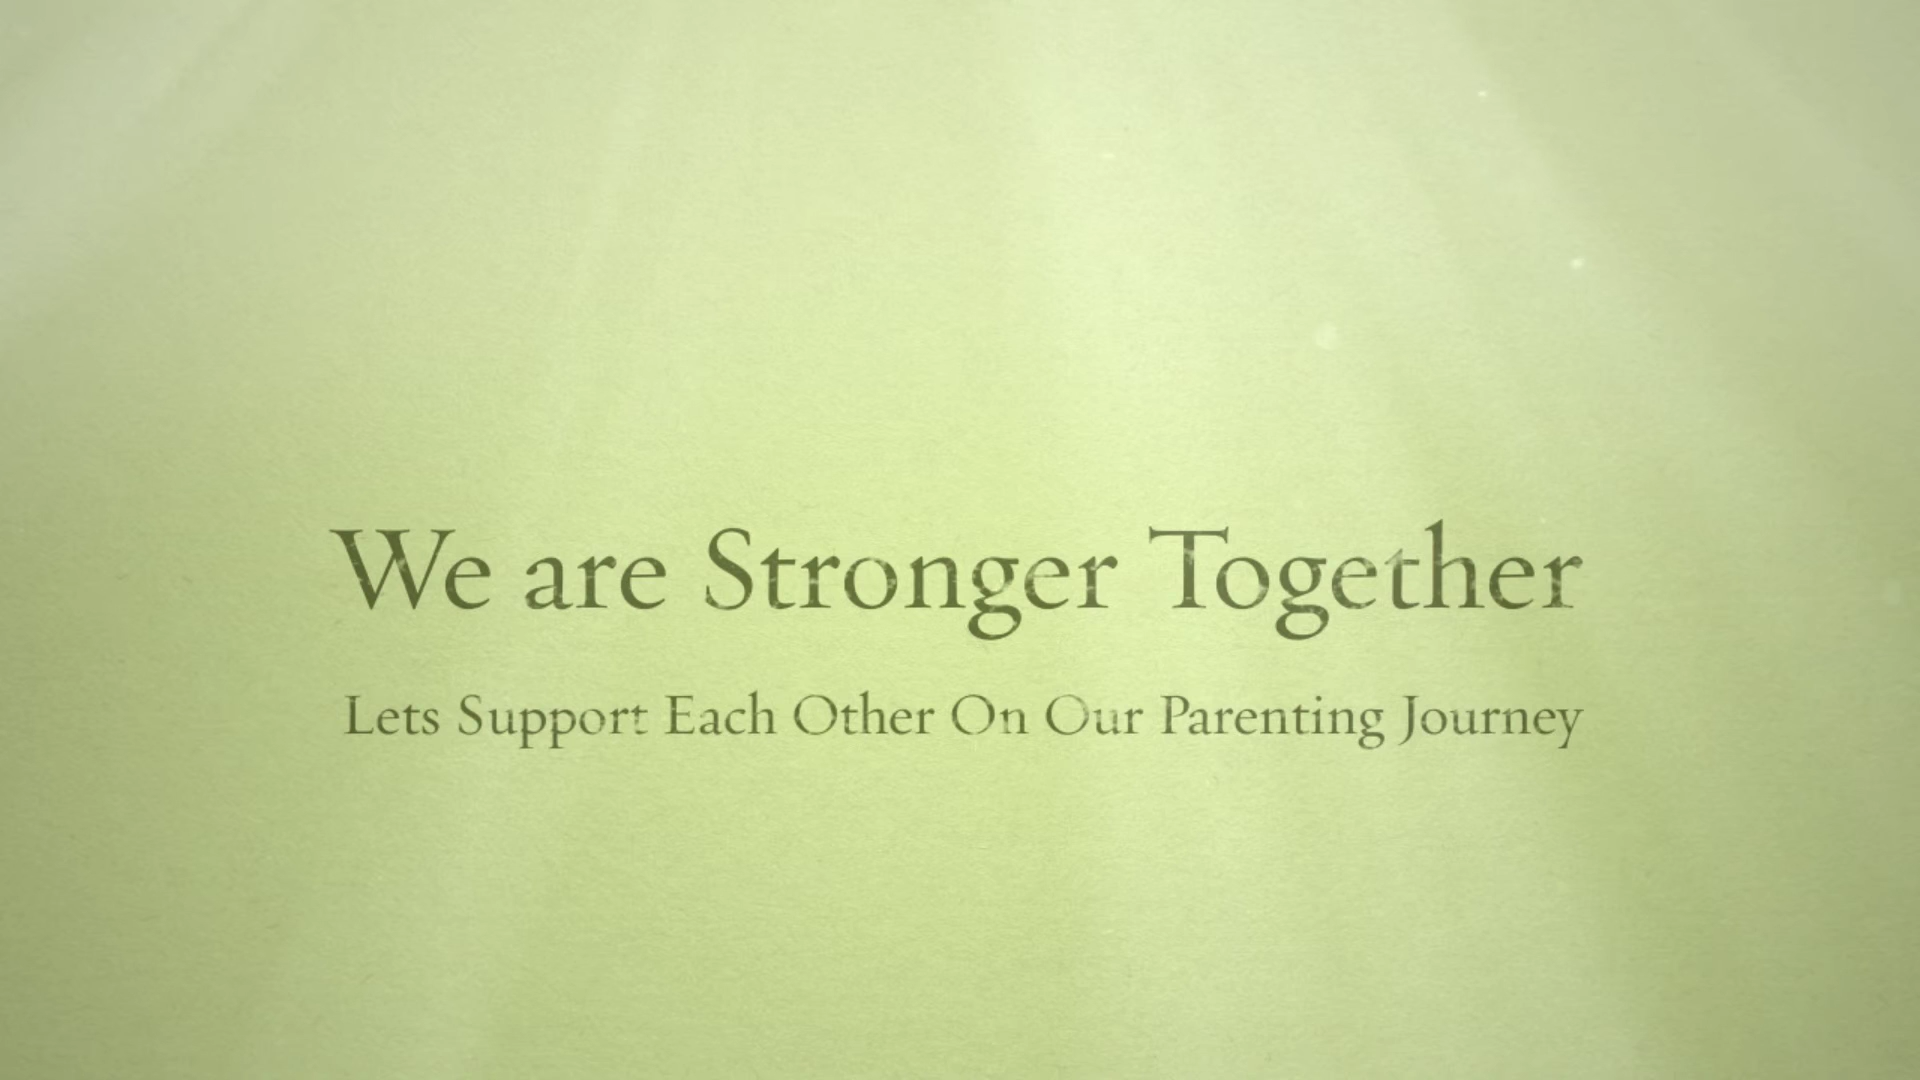 We are Stronger Together
Lets Support Each Other On Our Parenting Journey